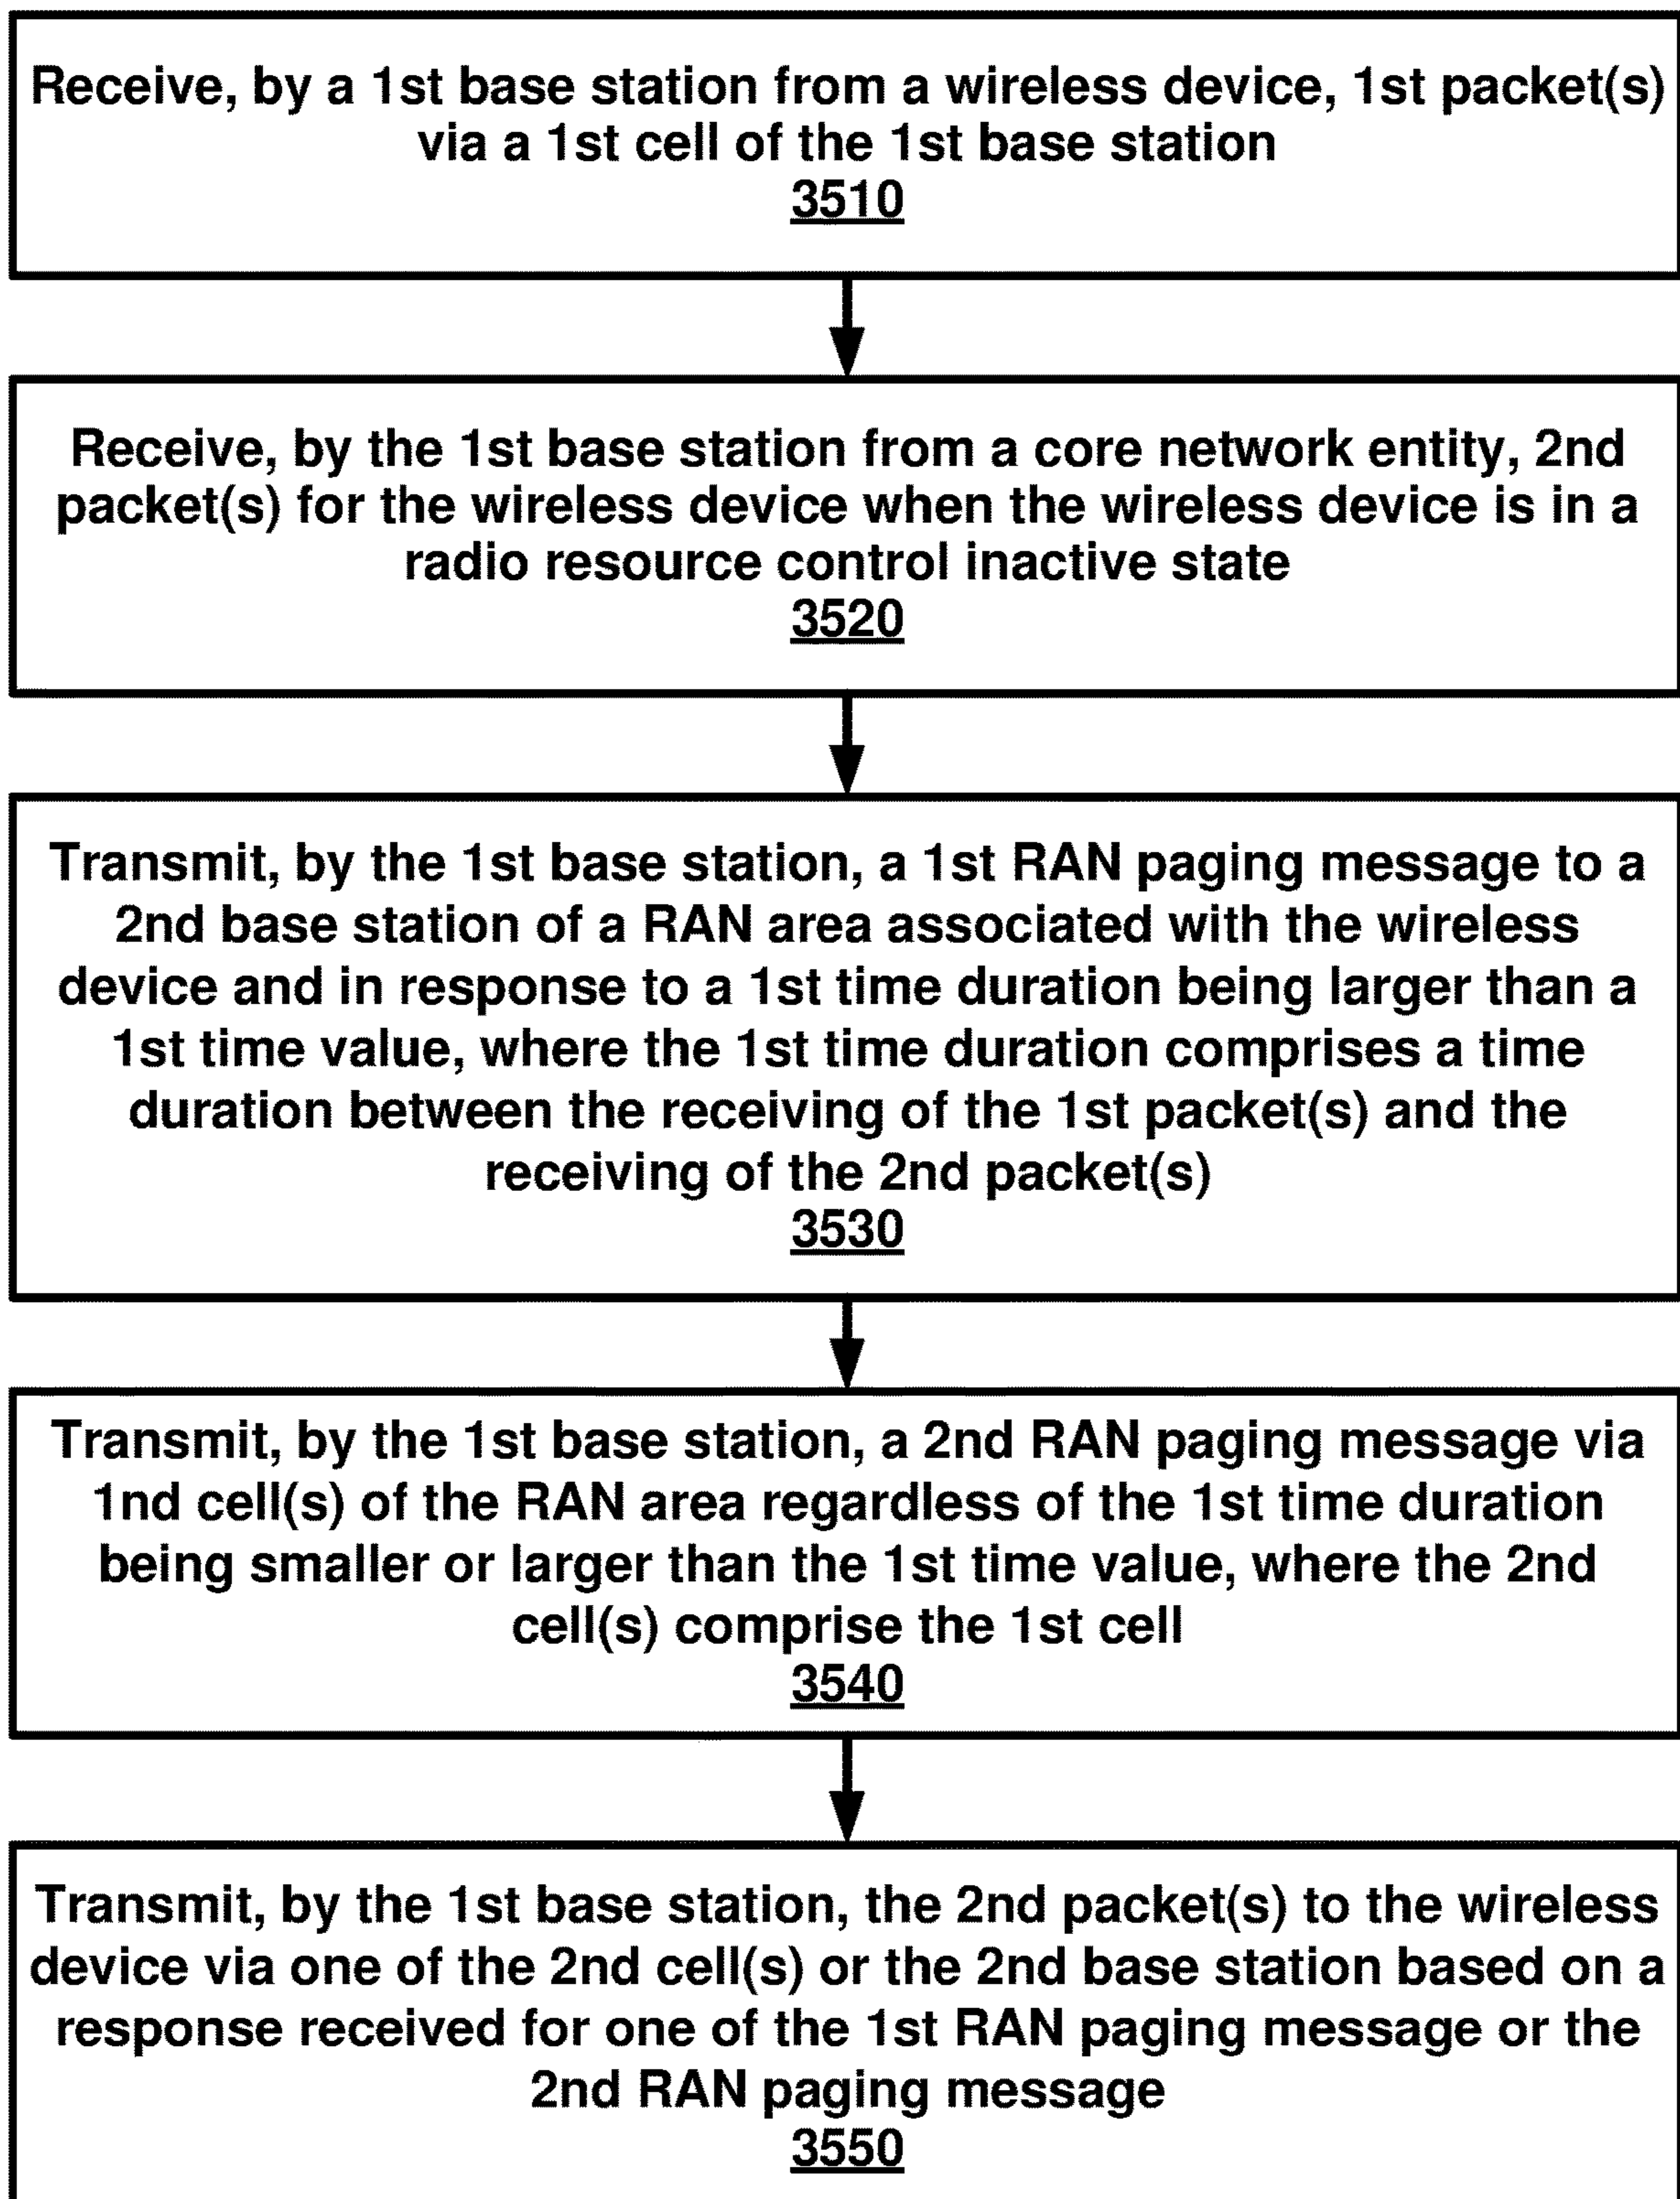 Receive, by a 1st base station from a wireless device, 1st packet(s)
via a 1st cell of the 1st base station
3510
Receive, by the 1st base station from a core network entity, 2nd
packet(s) for the wireless device when the wireless device is in a
radio resource control inactive state
3520
Transmit, by the 1st base station, a 1st RAN paging message to a
2nd base station of a RAN area associated with the wireless
device and in response to a 1st time duration being larger than a
1st time value, where the 1st time duration comprises a time
duration between the receiving of the 1st packet(s) and the
receiving of the 2nd packet(s)
3530
Transmit, by the 1st base station, a 2nd RAN paging message via
1nd cell(s) of the RAN area regardless of the 1st time duration
being smaller or larger than the 1st time value, where the 2nd
cell(s) comprise the 1st cell
3540
Transmit, by the 1st base station, the 2nd packet(s) to the wireless
device via one of the 2nd cell(s) or the 2nd base station based on a
response received for one of the 1st RAN paging message or the
2nd RAN paging message
3550